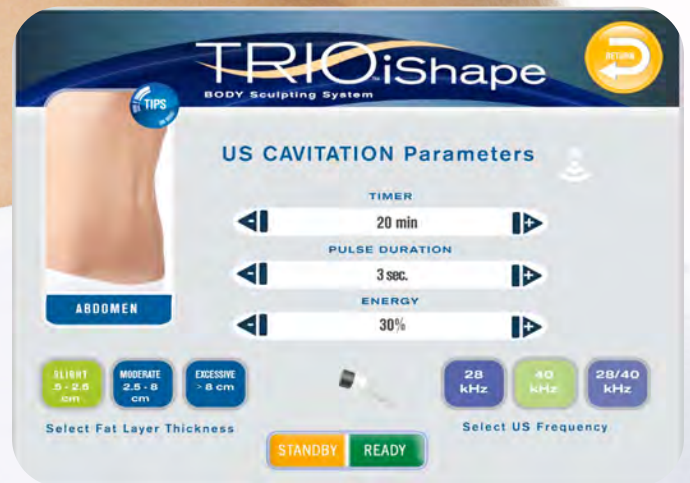 TRIOiShape
BODY Sculpting System
RETURN
TIPS
US CAVITATION Parameters
TIMER
20 min
PULSE DURATION
3 sec.
ENERGY
30%
ABDOMEN
SLIGHT
.5 - 2.5
cm
MODERATE
2.5 - 8
cm
EXCESSIVE
> 8 cm
Select Fat Layer Thickness
28
kHz
40
kHz
28/40
kHz
Select US Frequency
STANDBY
READY